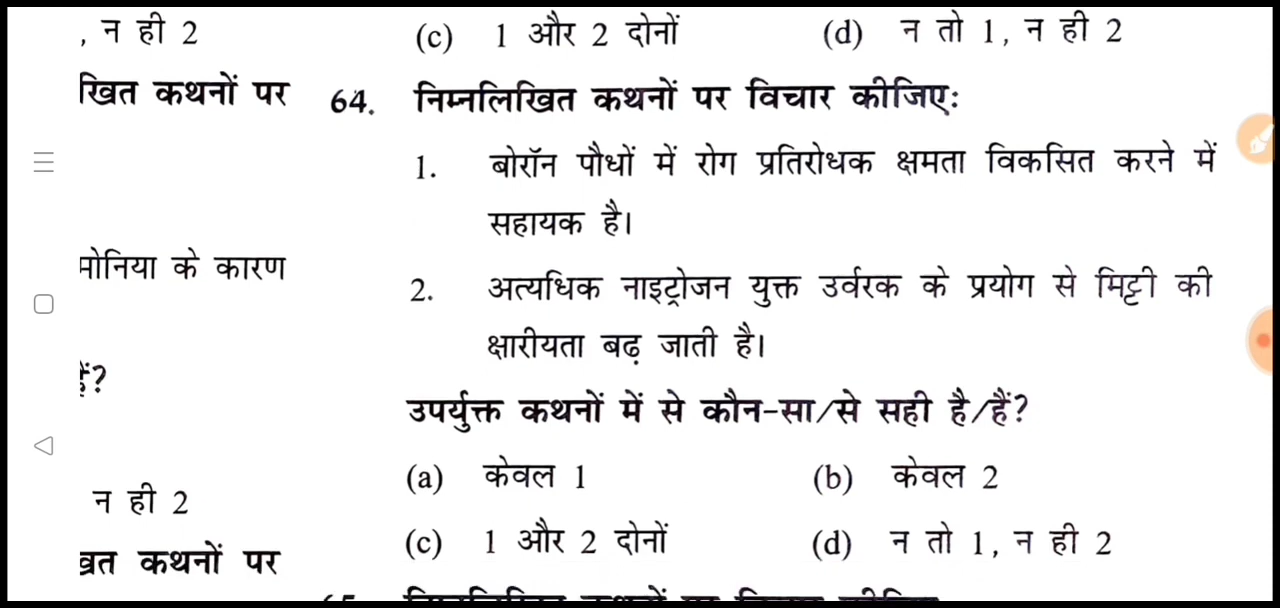 , न ही 2
(c) 1 और 2 दोनों (d) न तो 1, न ही 2
खित कथनों पर
64. निम्नलिखित कथनों पर विचार कीजिए:
1. बोरॉन पौधों में रोग प्रतिरोधक क्षमता विकसित करने में
सहायक है।
मोनिया के कारण
2. अत्यधिक नाइट्रोजन युक्त उर्वरक के प्रयोग से मिट्टी की
क्षारीयता बढ़ जाती है।
हैं?
उपर्युक्त कथनों में से कौन-सा/से सही है/हैं?
(a) केवल 1 (b) केवल 2
न ही 2
(c) 1 और 2 दोनों (d) न तो 1, न ही 2
व्रत कथनों पर